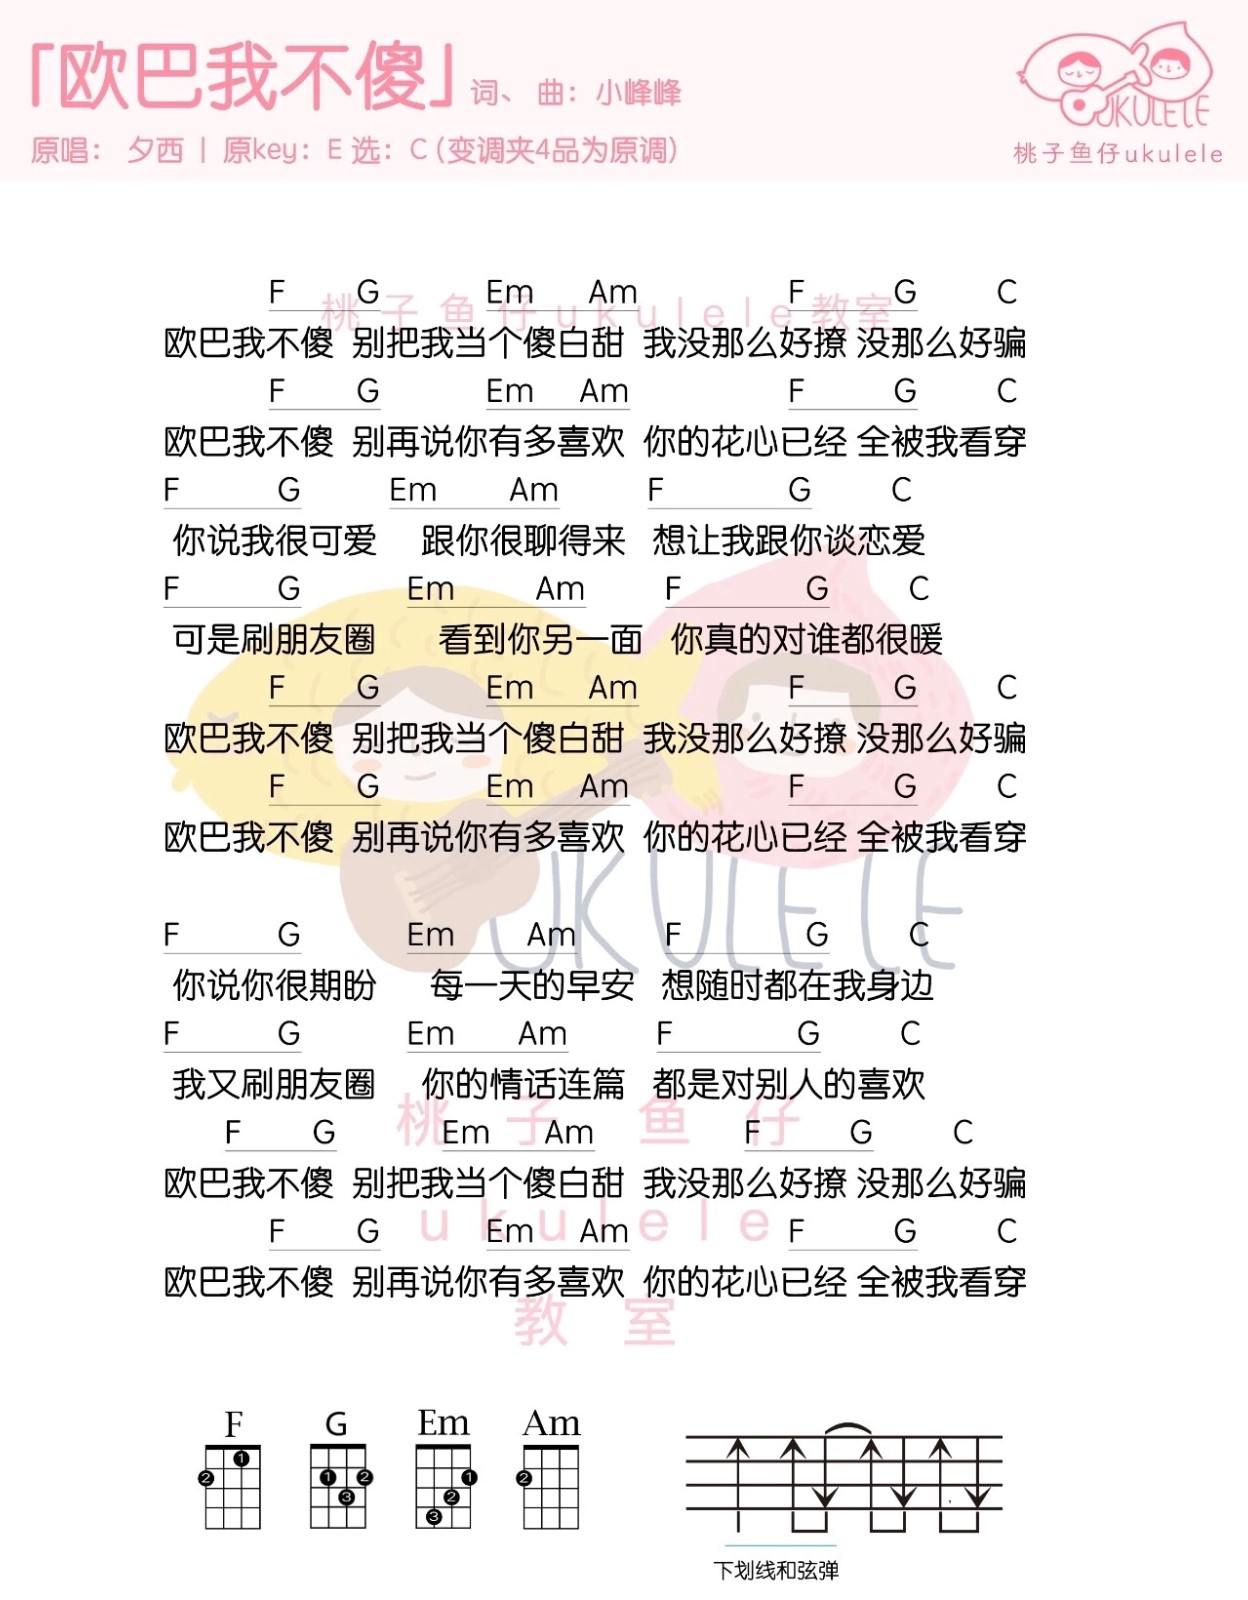 「欧巴我不傻」 词、 曲：小峰峰
原唱： 夕西 | 原key：E 选：C（变调夹4品为原调）
UKULELE
桃子鱼仔ukulele
F G Em Am F G C
桃子鱼仔ukulele教室
欧巴我不傻 别把我当个傻白甜 我没那么好撩 没那么好骗
F G Em Am F G C
欧巴我不傻 别再说你有多喜欢 你的花心已经 全被我看穿
F G Em Am F G C
你说我很可爱 跟你很聊得来 想让我跟你谈恋爱
F G Em Am F G C
可是刷朋友圈 看到你另一面 你真的对谁都很暖
F G Em Am F G C
欧巴我不傻 别把我当个傻白甜 我没那么好撩 没那么好骗
F G Em Am F G C
欧巴我不傻 别再说你有多喜欢 你的花心已经 全被我看穿
UKULELE
F G Em Am F G C
你说你很期盼 每一天的早安 想随时都在我身边
F G Em Am F G C
我又刷朋友圈 你的情话连篇 都是对别人的喜欢
桃子鱼仔
F G Em Am F G C
欧巴我不傻 别把我当个傻白甜 我没那么好撩 没那么好骗
ukulele
F G Em Am F G C
欧巴我不傻 别再说你有多喜欢 你的花心已经 全被我看穿
教室
F G Em Am
1 2
1 2 3
1 2 3
2
下划线和弦弹